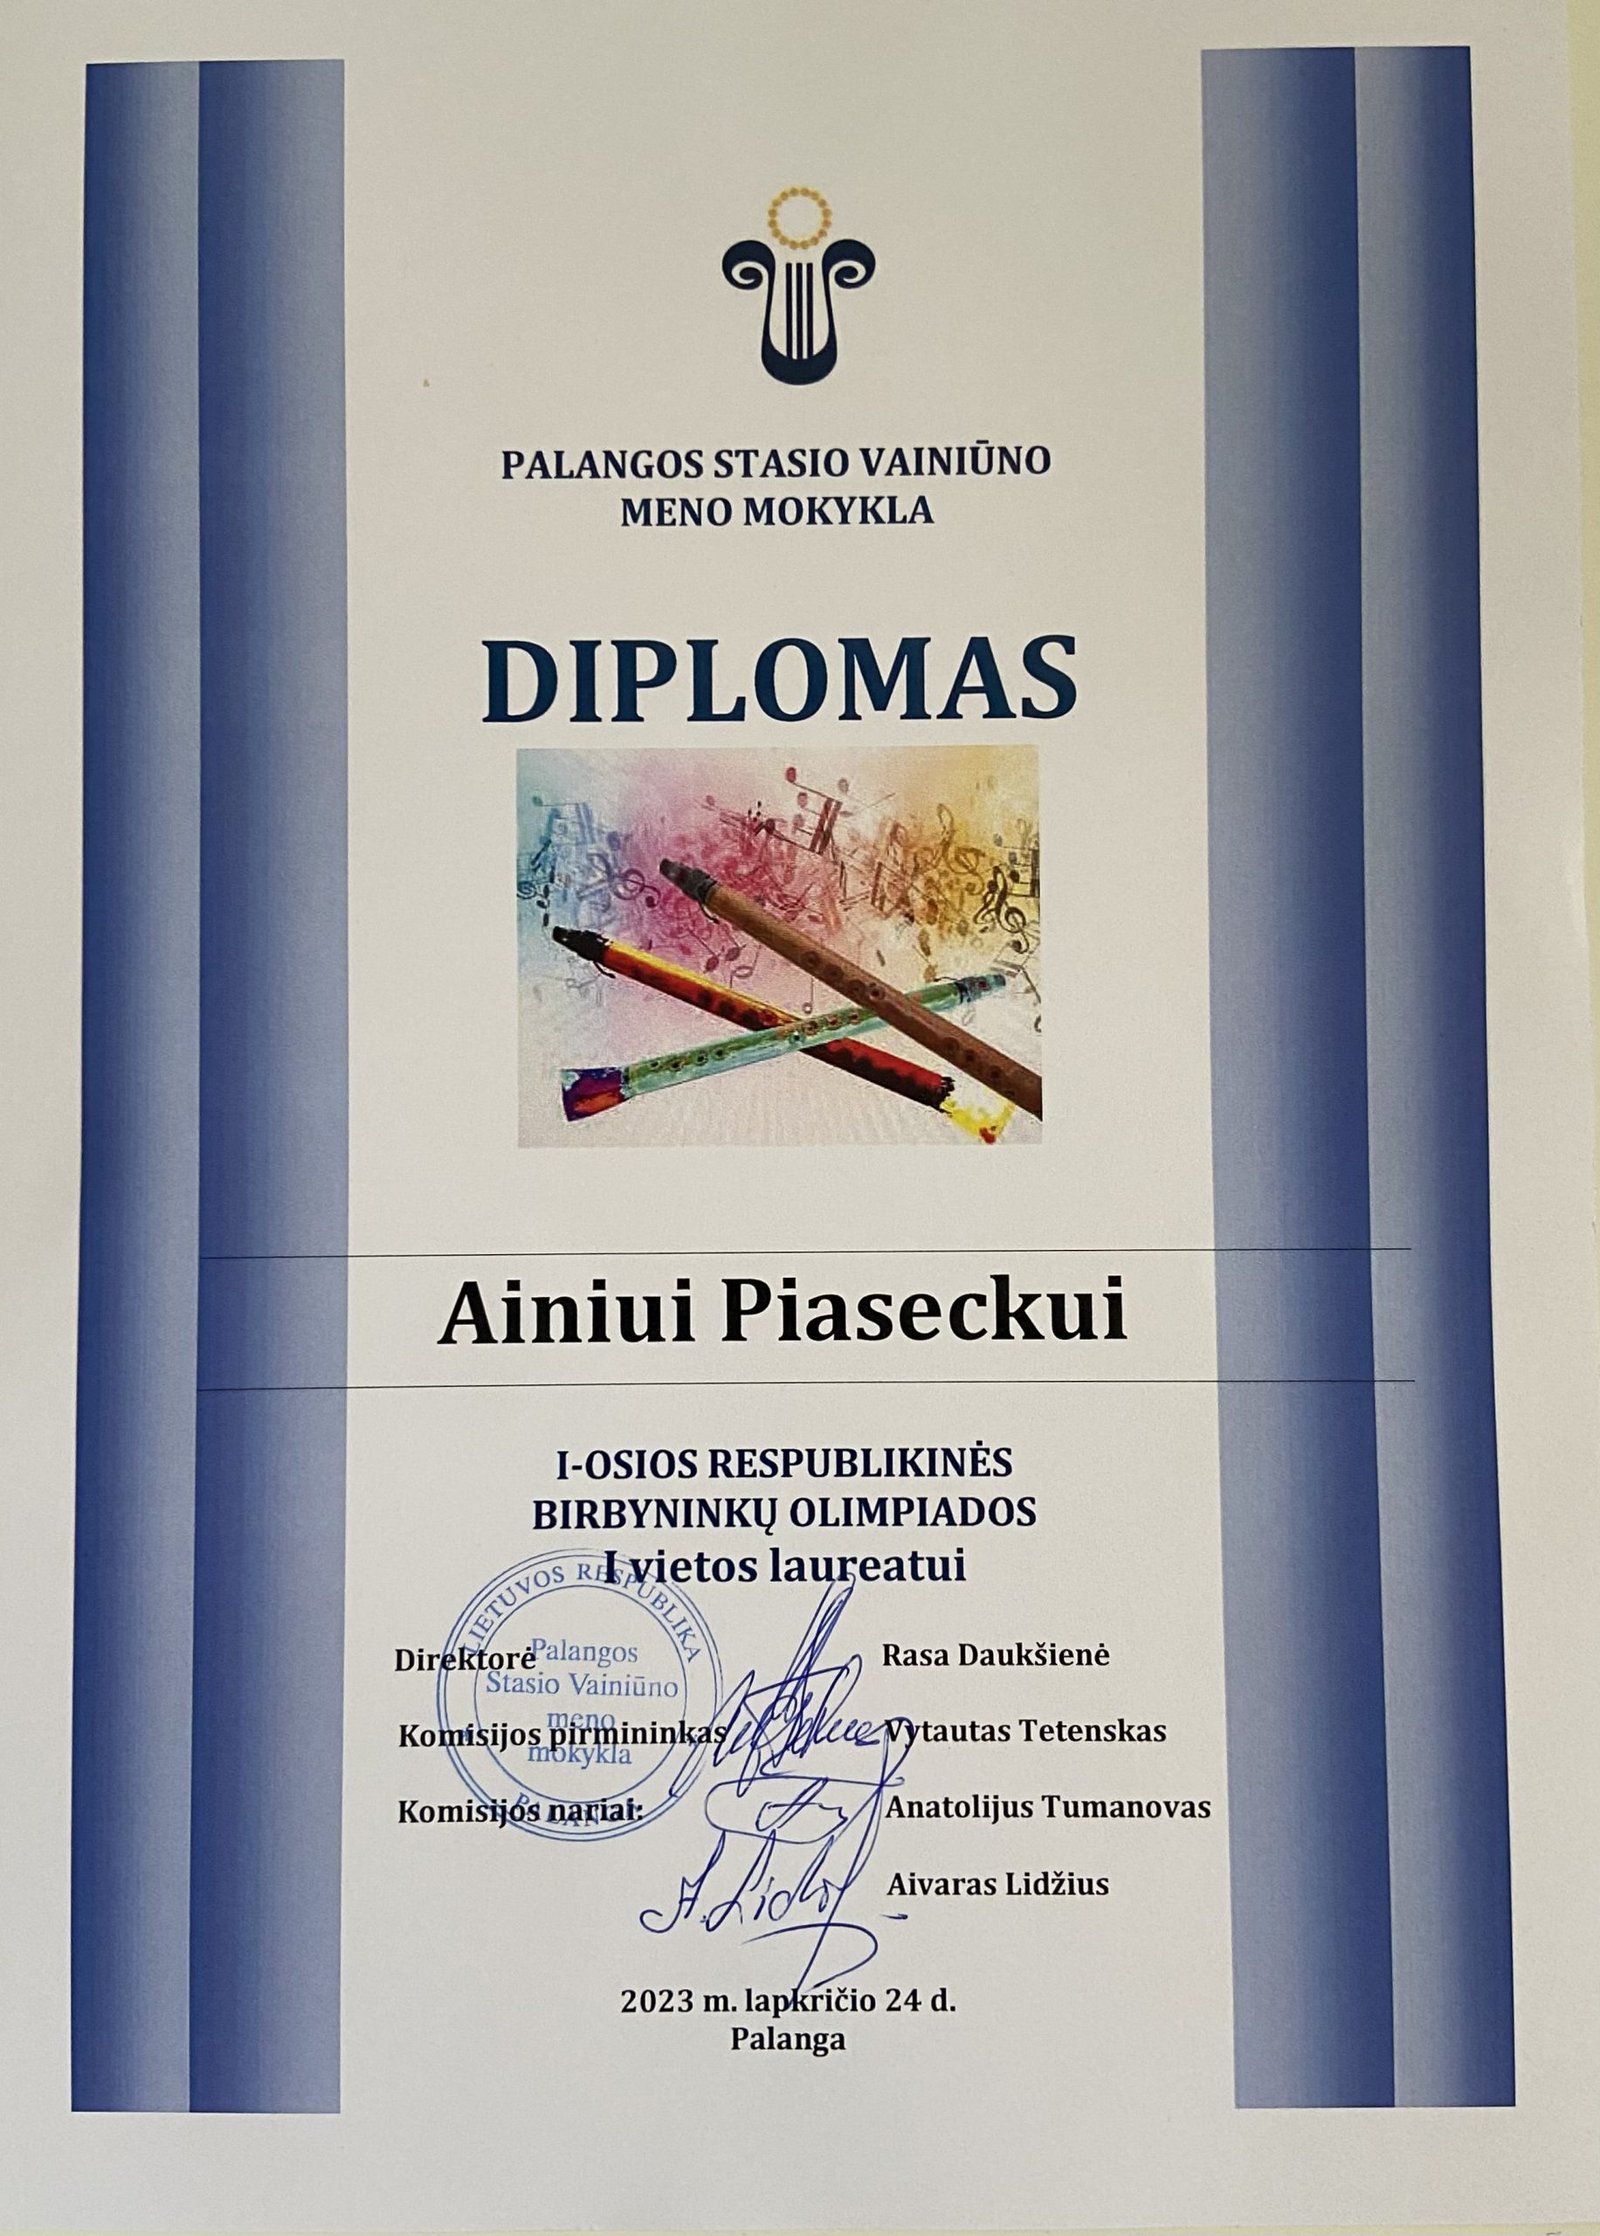 PALANGOS STASIO VAINIŪNO
MENO MOKYKLA
DIPLOMAS
Ainiui Piaseckui
I-OSIOS RESPUBLIKINĖS
BIRBYNINKŲ OLIMPIADOS
I vietos laureatui
LIETUVOS RESPUBLIKA
Palangos
Stasio Vainiūno
meno
mokykla
PALANGA
Direktorė Rasa Daukšienė
Komisijos pirmininkas Vytautas Tetenskas
Komisijos nariai: Anatolijus Tumanovas
Aivaras Lidžius
2023 m. lapkričio 24 d.
Palanga